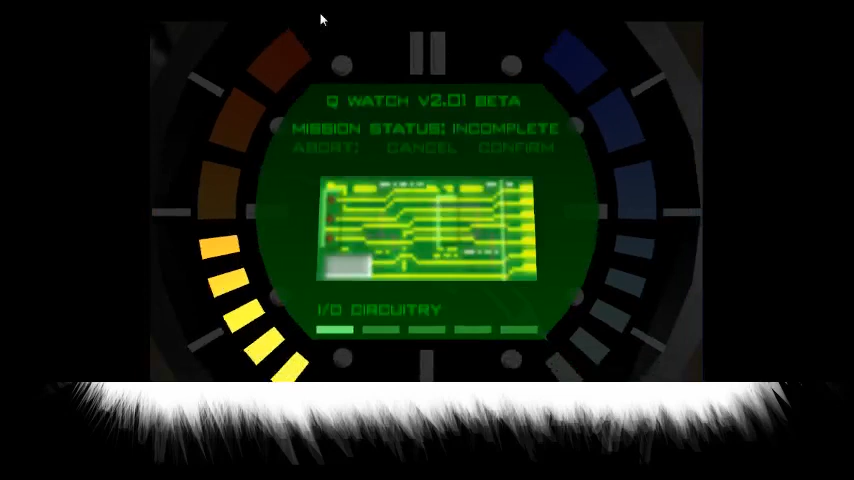 Q WATCH V2.01 BETA
MISSION STATUS: INCOMPLETE
ABORT: CANCEL CONFIRM
I/O CIRCUITRY